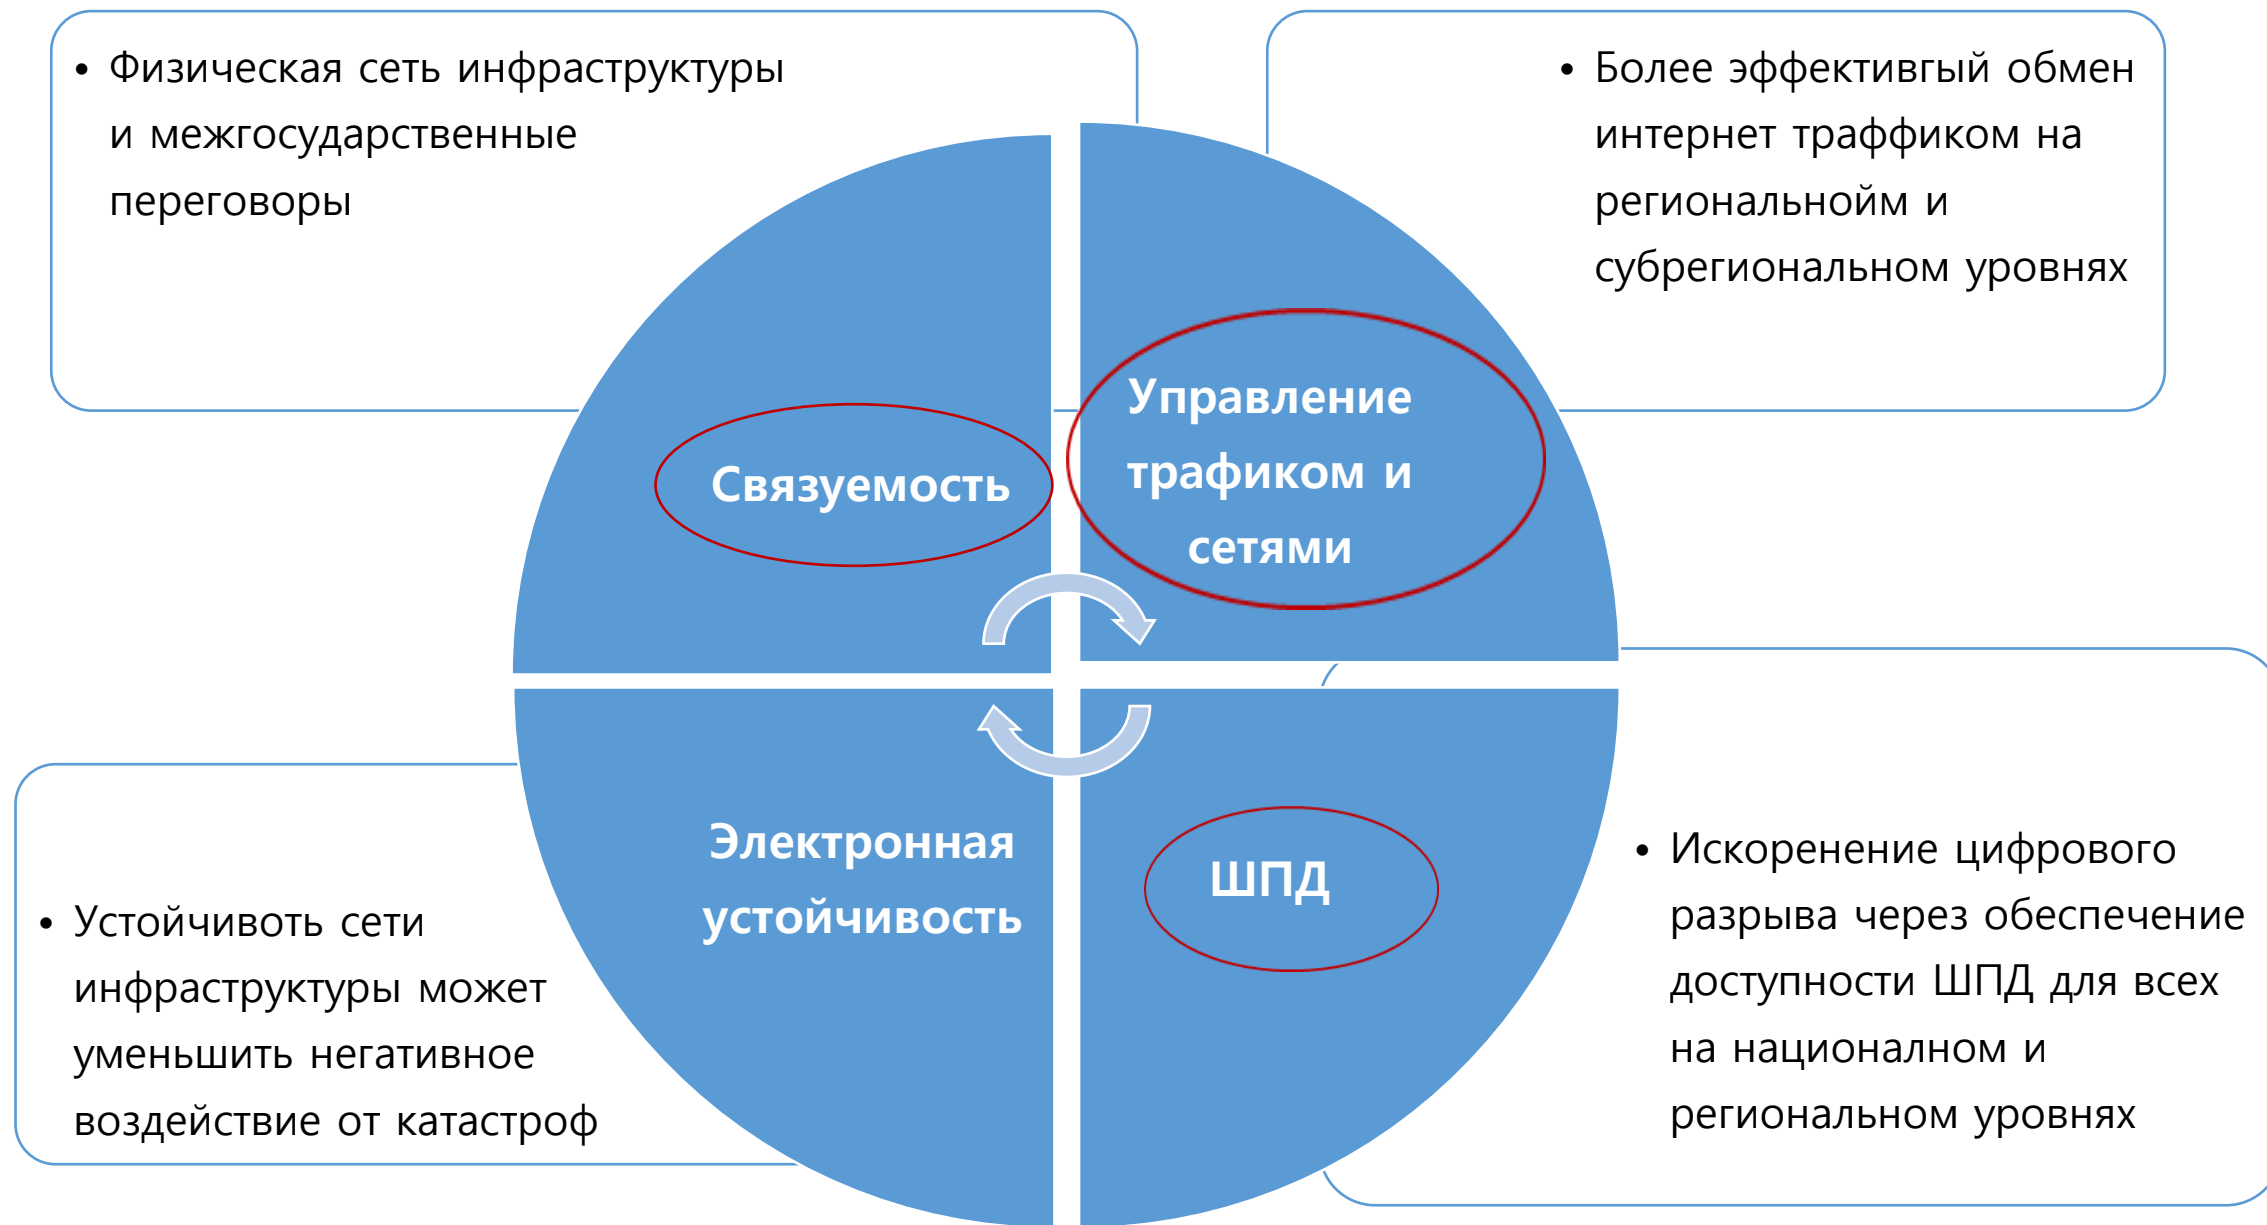 • Физическая сеть инфраструктуры
и межгосударственные
переговоры
• Более эффективгый обмен
интернет траффиком на
региональнойм и
субрегиональном уровнях
Связуемость
Управление
трафиком и
сетями
Электронная
устойчивость
ШПД
• Устойчивоть сети
инфраструктуры может
уменьшить негативное
воздействие от катастроф
• Искоренение цифрового
разрыва через обеспечение
доступности ШПД для всех
на националном и
региональном уровнях